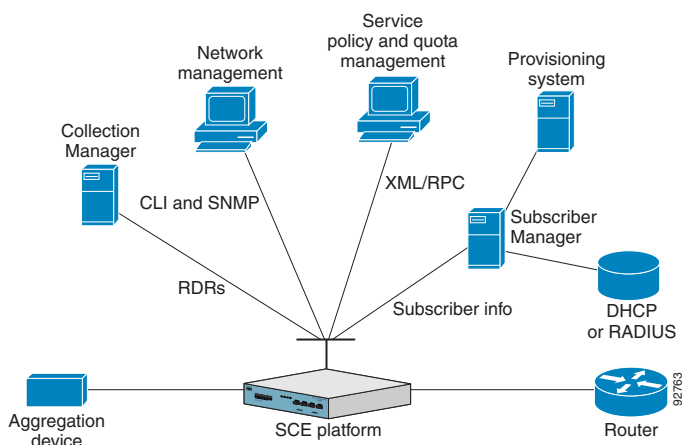 Service
policy and quota
management
Network
management
Provisioning
system
Collection
Manager
CLI and SNMP
XML/RPC
Subscriber
Manager
RDRs
Subscriber info
DHCP
or RADIUS
92763
Aggregation
device
SCE platform
Router